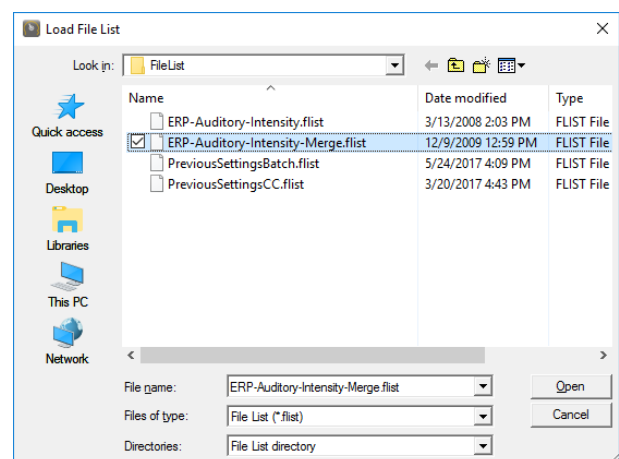 Load File List
Look in: FileList
Name Date modified Type
ERP-Auditory-Intensity.flist 3/13/2008 2:03 PM FLIST File
ERP-Auditory-Intensity-Merge.flist 12/9/2009 12:59 PM FLIST File
PreviousSettingsBatch.flist 5/24/2017 4:09 PM FLIST File
PreviousSettingsCC.flist 3/20/2017 4:43 PM FLIST File
Quick access
Desktop
Libraries
This PC
Network
File name: ERP-Auditory-Intensity-Merge.flist Open
Files of type: File List (*.flist) Cancel
Directories: File List directory